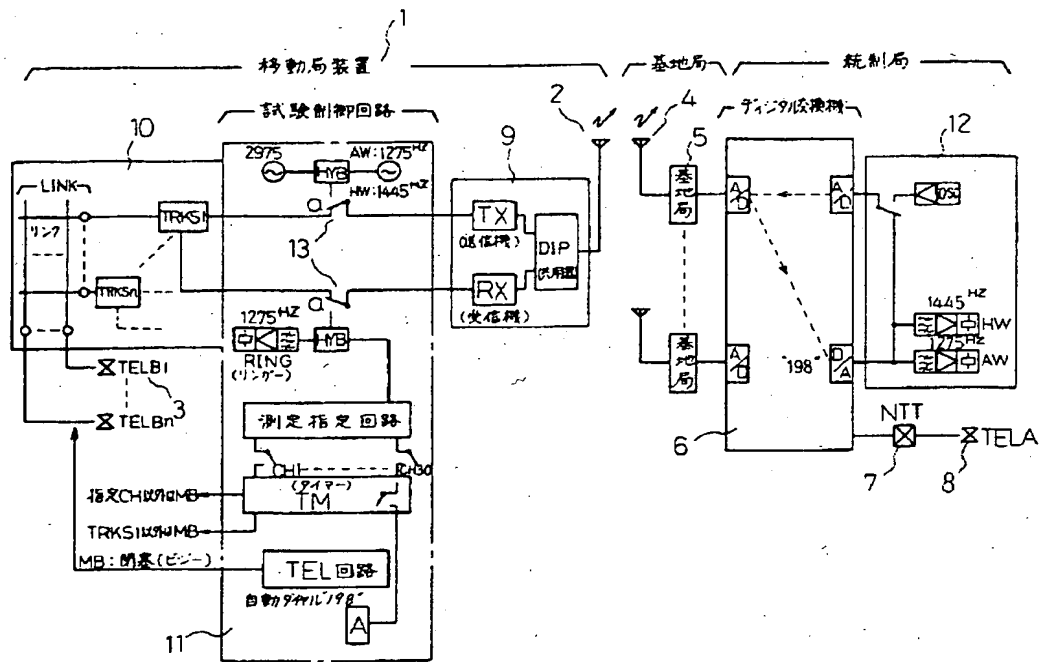 1
移動局装置
基地局
統制局
試験制御回路
ディジタル交換機
10
2975
AW:1275HZ
HYB
HW:1445HZ
9
2
4
5
12
LINK
リンク
TRKS1
a
13
TX
(送信機)
DIP
共用器
基地局
A/D
A/D
OSC
TRKSn
a
RX
(受信機)
1275HZ
HYB
RING
(リンガー)
1445HZ
HW
1275HZ
AW
TELB1
3
TELBn
基地局
A/D
"198"
D/A
測定指定回路
6
NTT
TELA
7
8
CH1
CH30
(タイマー)
TM
指定CH以外MB
TRKS1以外MB
MB:閉塞(ビジー)
TEL回路
自動ダイヤル"198"
A
11